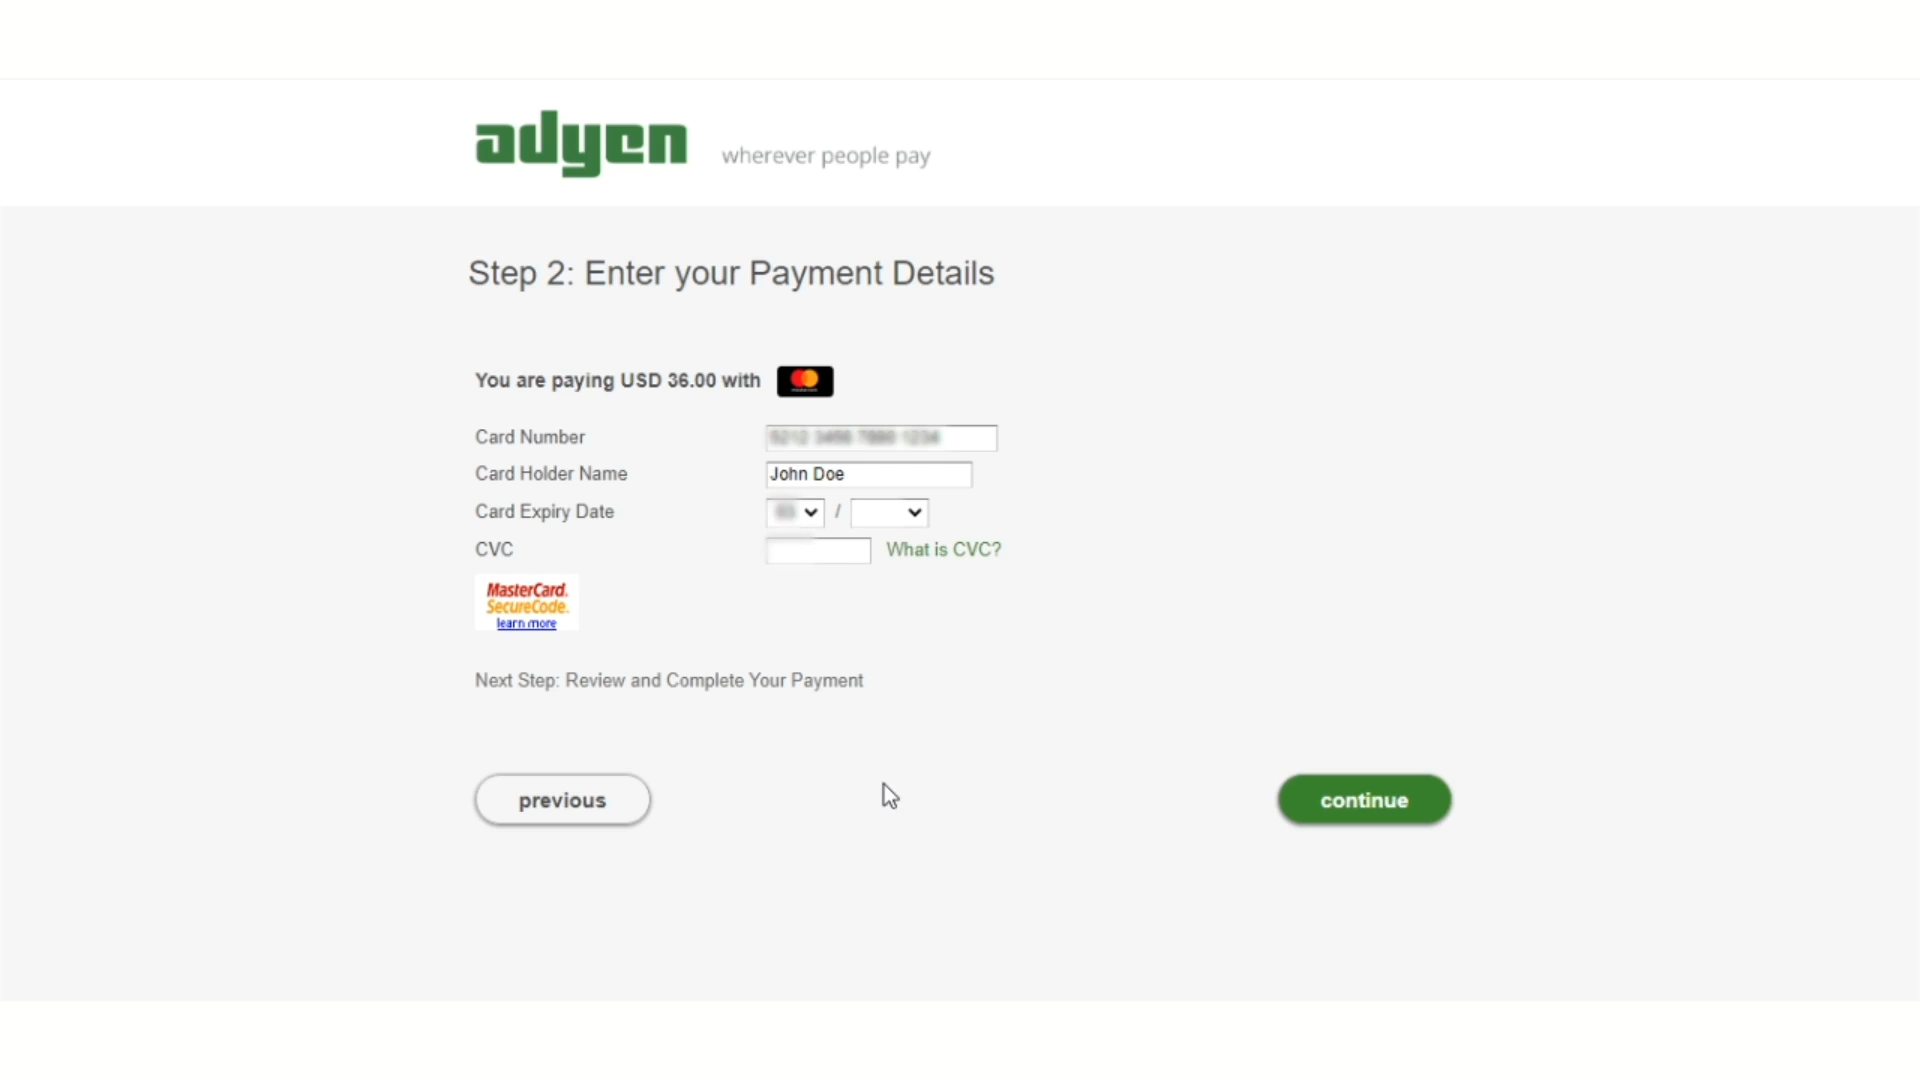 adyen wherever people pay
Step 2: Enter your Payment Details
You are paying USD 36.00 with
Card Number
Card Holder Name John Doe
Card Expiry Date /
CVC What is CVC?
MasterCard.
SecureCode.
learn more
Next Step: Review and Complete Your Payment
previous continue